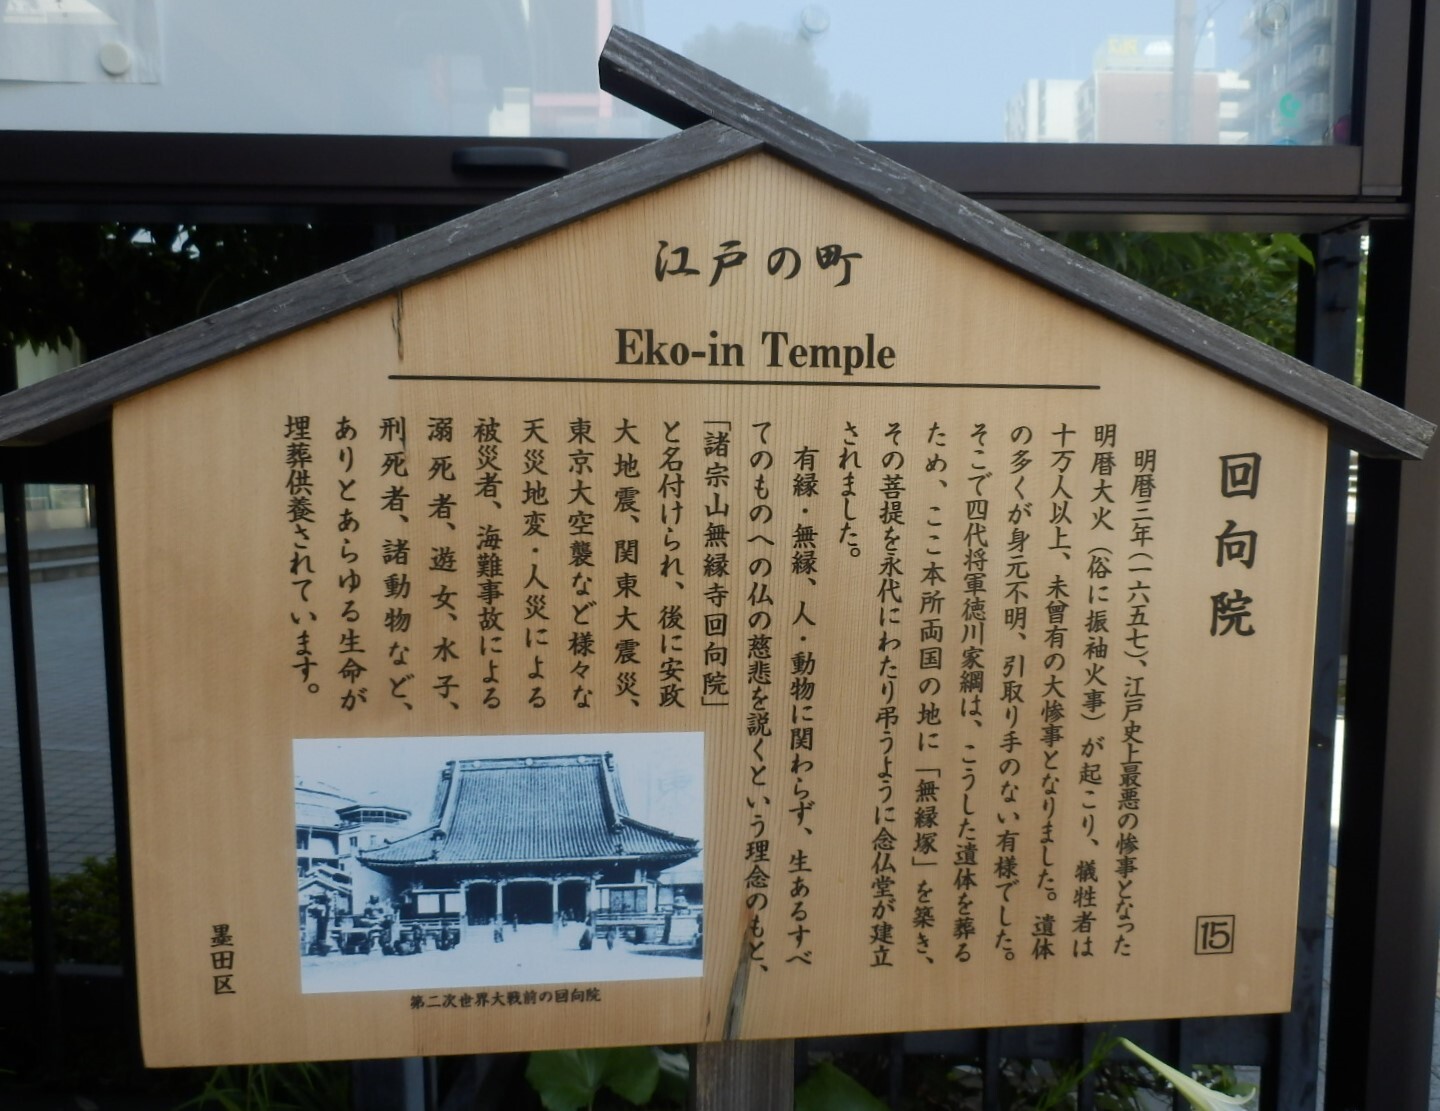 江戸の町
Eko-in Temple
回向院
15
明暦三年(一六五七)、江戸史上最悪の惨事となった
明暦大火(俗に振袖火事)が起こり、犠牲者は
十万人以上、未曾有の大惨事となりました。遺体
の多くが身元不明、引取り手のない有様でした。
そこで四代将軍徳川家綱は、こうした遺体を葬る
ため、ここ本所両国の地に「無縁塚」を築き、
その菩提を永代にわたり弔うように念仏堂が建立
されました。
有縁・無縁、人・動物に関わらず、生あるすべ
てのものへの仏の慈悲を説くという理念のもと、
「諸宗山無縁寺回向院」
と名付けられ、後に安政
大地震、関東大震災、
東京大空襲など様々な
天災地変・人災による
被災者、海難事故による
溺死者、遊女、水子、
刑死者、諸動物など、
ありとあらゆる生命が
埋葬供養されています。
第二次世界大戦前の回向院
墨田区